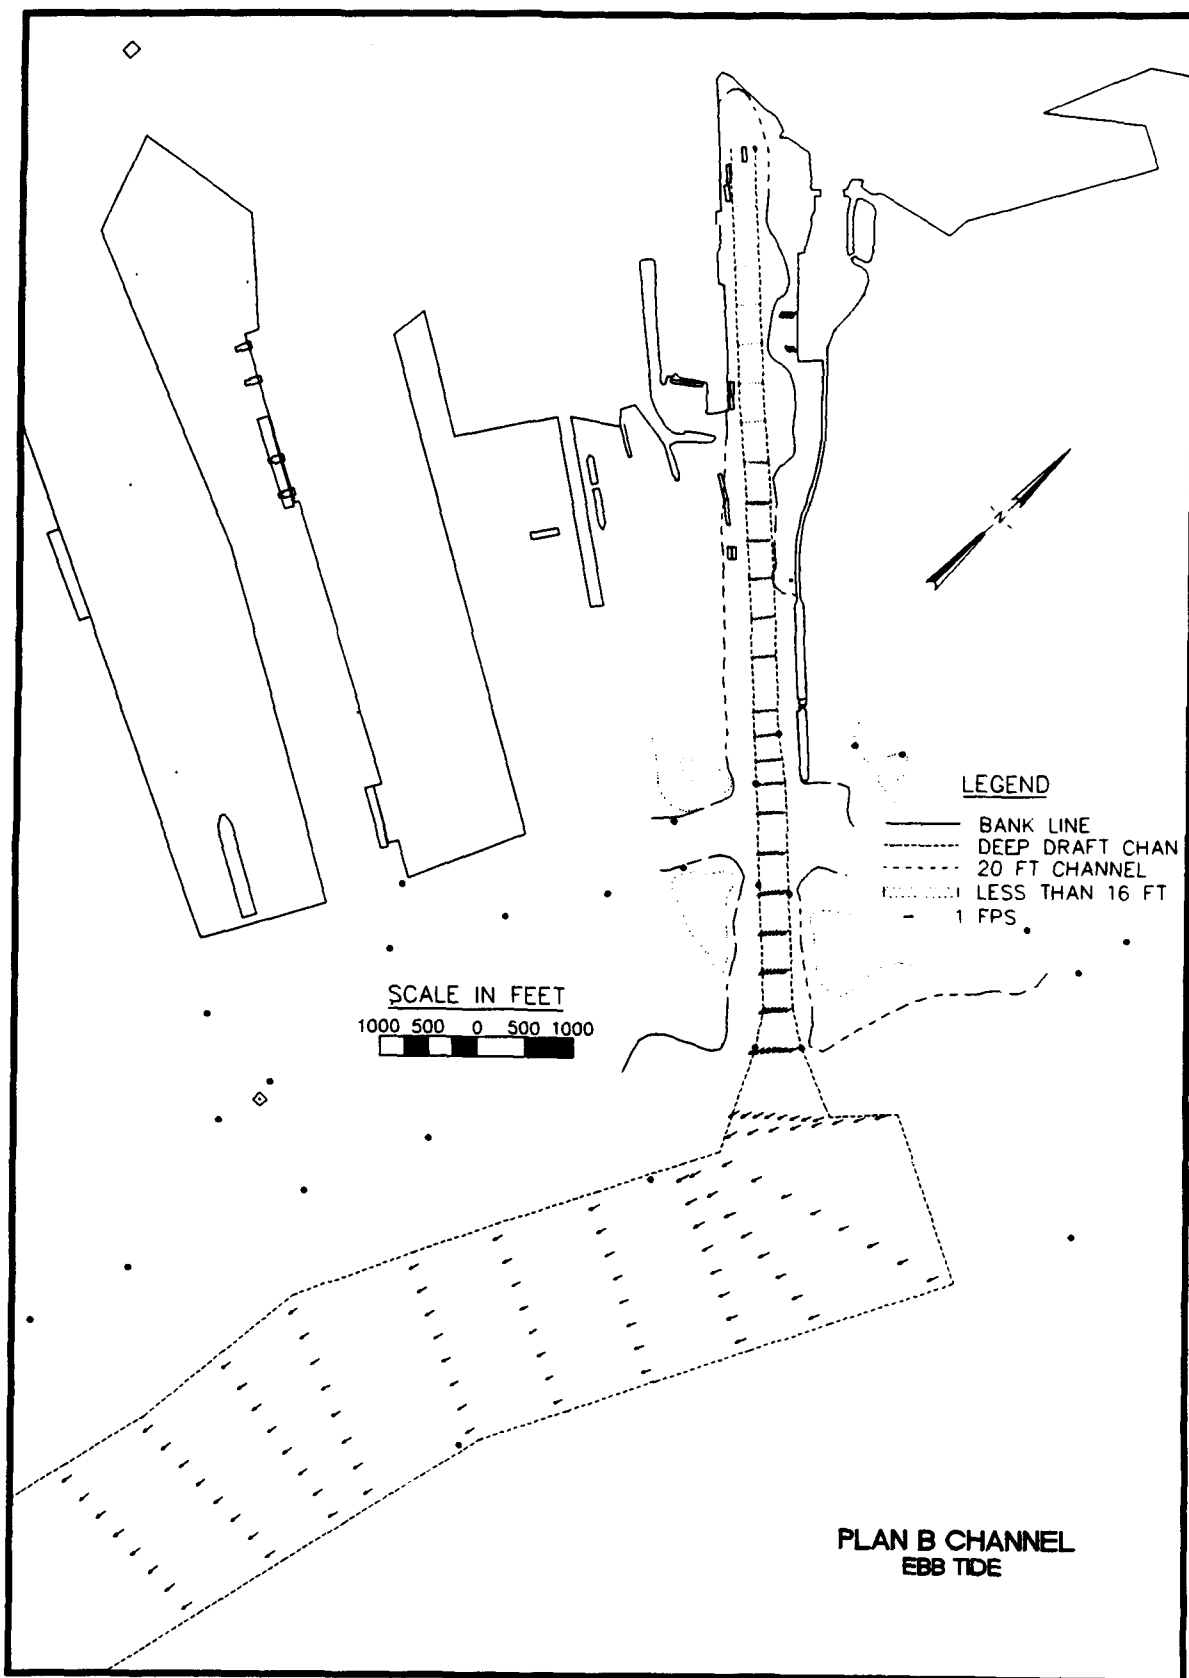 N
LEGEND
BANK LINE
DEEP DRAFT CHAN
20 FT CHANNEL
LESS THAN 16 FT
1 FPS
SCALE IN FEET
1000 500 0 500 1000
PLAN B CHANNEL
EBB TIDE